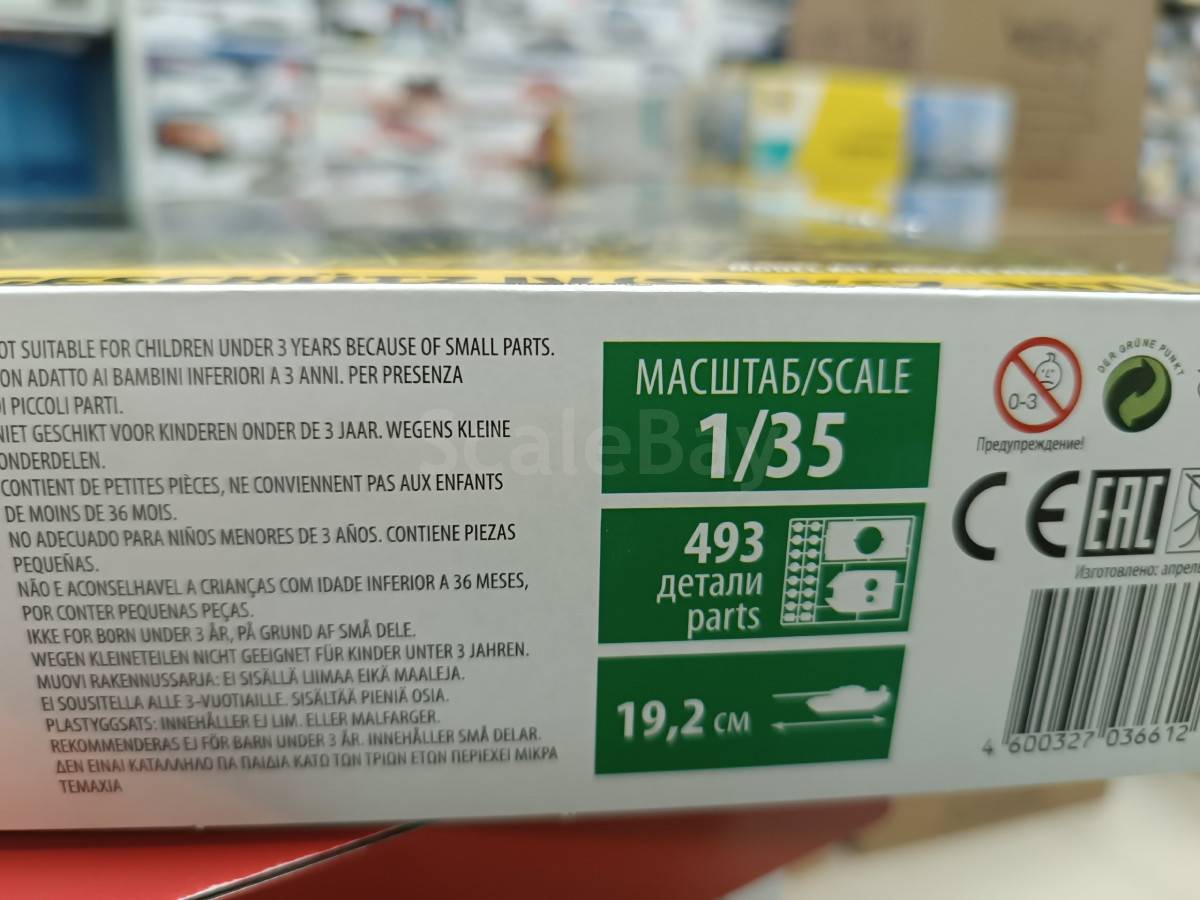 OT SUITABLE FOR CHILDREN UNDER 3 YEARS BECAUSE OF SMALL PARTS.
ON ADATTO AI BAMBINI INFERIORI A 3 ANNI. PER PRESENZA
I PICCOLI PARTI.
NIET GESCHIKT VOOR KINDEREN ONDER DE 3 JAAR. WEGENS KLEINE
ONDERDELEN.
CONTIENT DE PETITES PIÈCES, NE CONVIENNENT PAS AUX ENFANTS
DE MOINS DE 36 MOIS.
NO ADECUADO PARA NIÑOS MENORES DE 3 AÑOS. CONTIENE PIEZAS
PEQUEÑAS.
NÃO E ACONSELHAVEL A CRIANÇAS COM IDADE INFERIOR A 36 MESES,
POR CONTER PEQUENAS PEÇAS.
IKKE FOR BORN UNDER 3 ÅR, PÅ GRUND AF SMÅ DELE.
WEGEN KLEINETEILEN NICHT GEEIGNET FÜR KINDER UNTER 3 JAHREN.
MUOVI RAKENNUSSARJA: EI SISÄLLÄ LIIMAA EIKÄ MAALEJA.
EI SOUSITELLA ALLE 3-VUOTIAILLE. SISÄLTÄÄ PIENIÄ OSIA.
PLASTYGGSATS: INNEHÅLLER EJ LIM. ELLER MALFARGER.
REKOMMENDERAS EJ FÖR BARN UNDER 3 ÅR. INNEHÅLLER SMÅ DELAR.
ΔΕΝ ΕΙΝΑΙ ΚΑΤΑΛΛΗΛΟ ΠΑ ΠΑΙΔΙΑ ΚΑΤΩ ΤΩΝ ΤΡΙΩΝ ΕΤΩΝ ΠΕΡΙΕΧΕΙ ΜΙΚΡΑ
ΤΕΜΑΧΙΑ
МАСШТАБ/SCALE
1/35
493
детали
parts
19,2 см
0-3
Предупреждение!
DER GRÜNE PUNKT
CE EAC
Изготовлено: апрель
4 600327 036612
ScaleBay